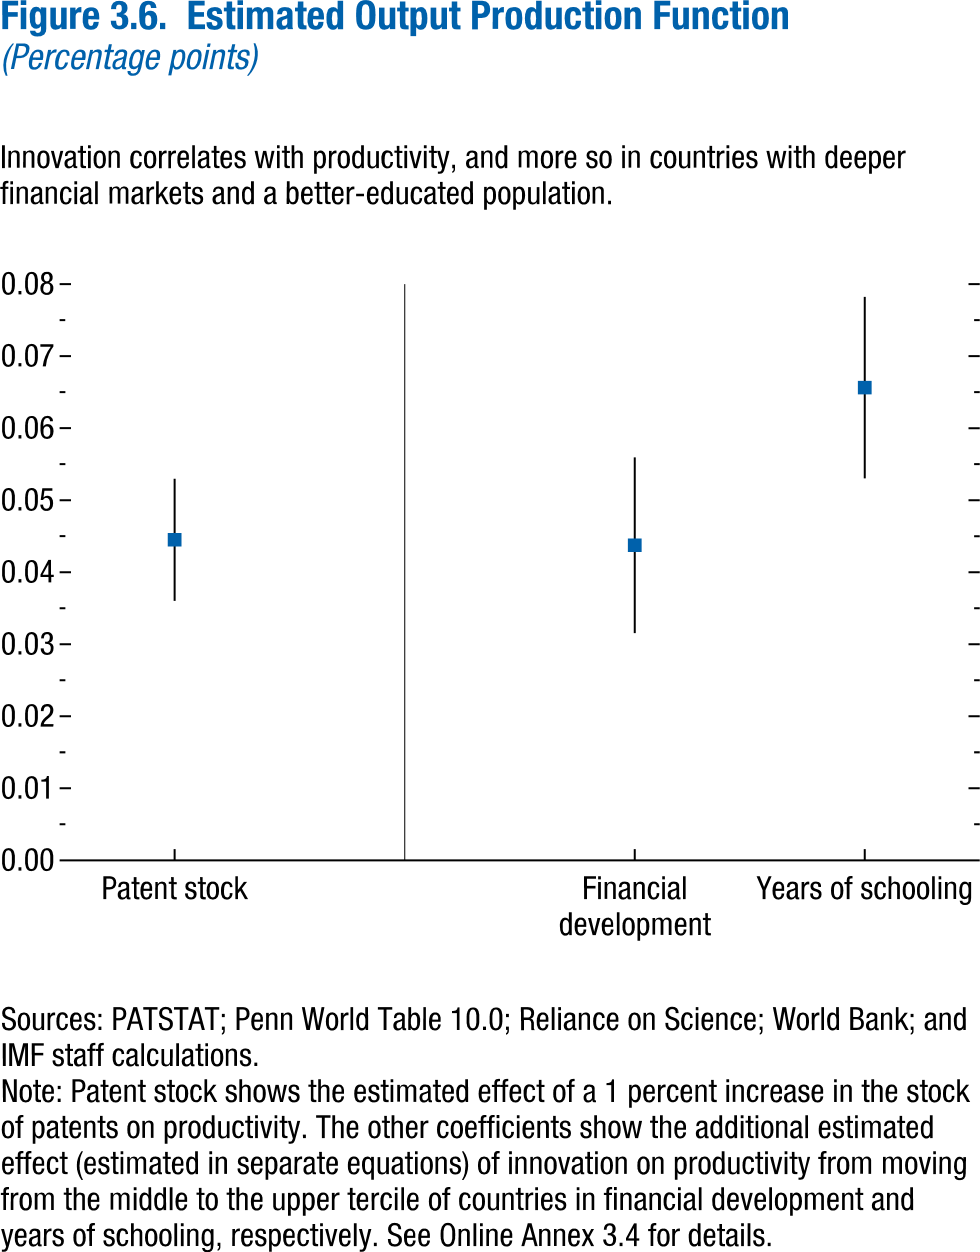 Figure 3.6.  Estimated Output Production Function
(Percentage points)
Innovation correlates with productivity, and more so in countries with deeper
financial markets and a better-educated population.
0.08
0.07
0.06
0.05
0.04
0.03
0.02
0.01
0.00
Patent stock
Financial
development
Years of schooling
Sources: PATSTAT; Penn World Table 10.0; Reliance on Science; World Bank; and
IMF staff calculations.
Note: Patent stock shows the estimated effect of a 1 percent increase in the stock
of patents on productivity. The other coefficients show the additional estimated
effect (estimated in separate equations) of innovation on productivity from moving
from the middle to the upper tercile of countries in financial development and
years of schooling, respectively. See Online Annex 3.4 for details.